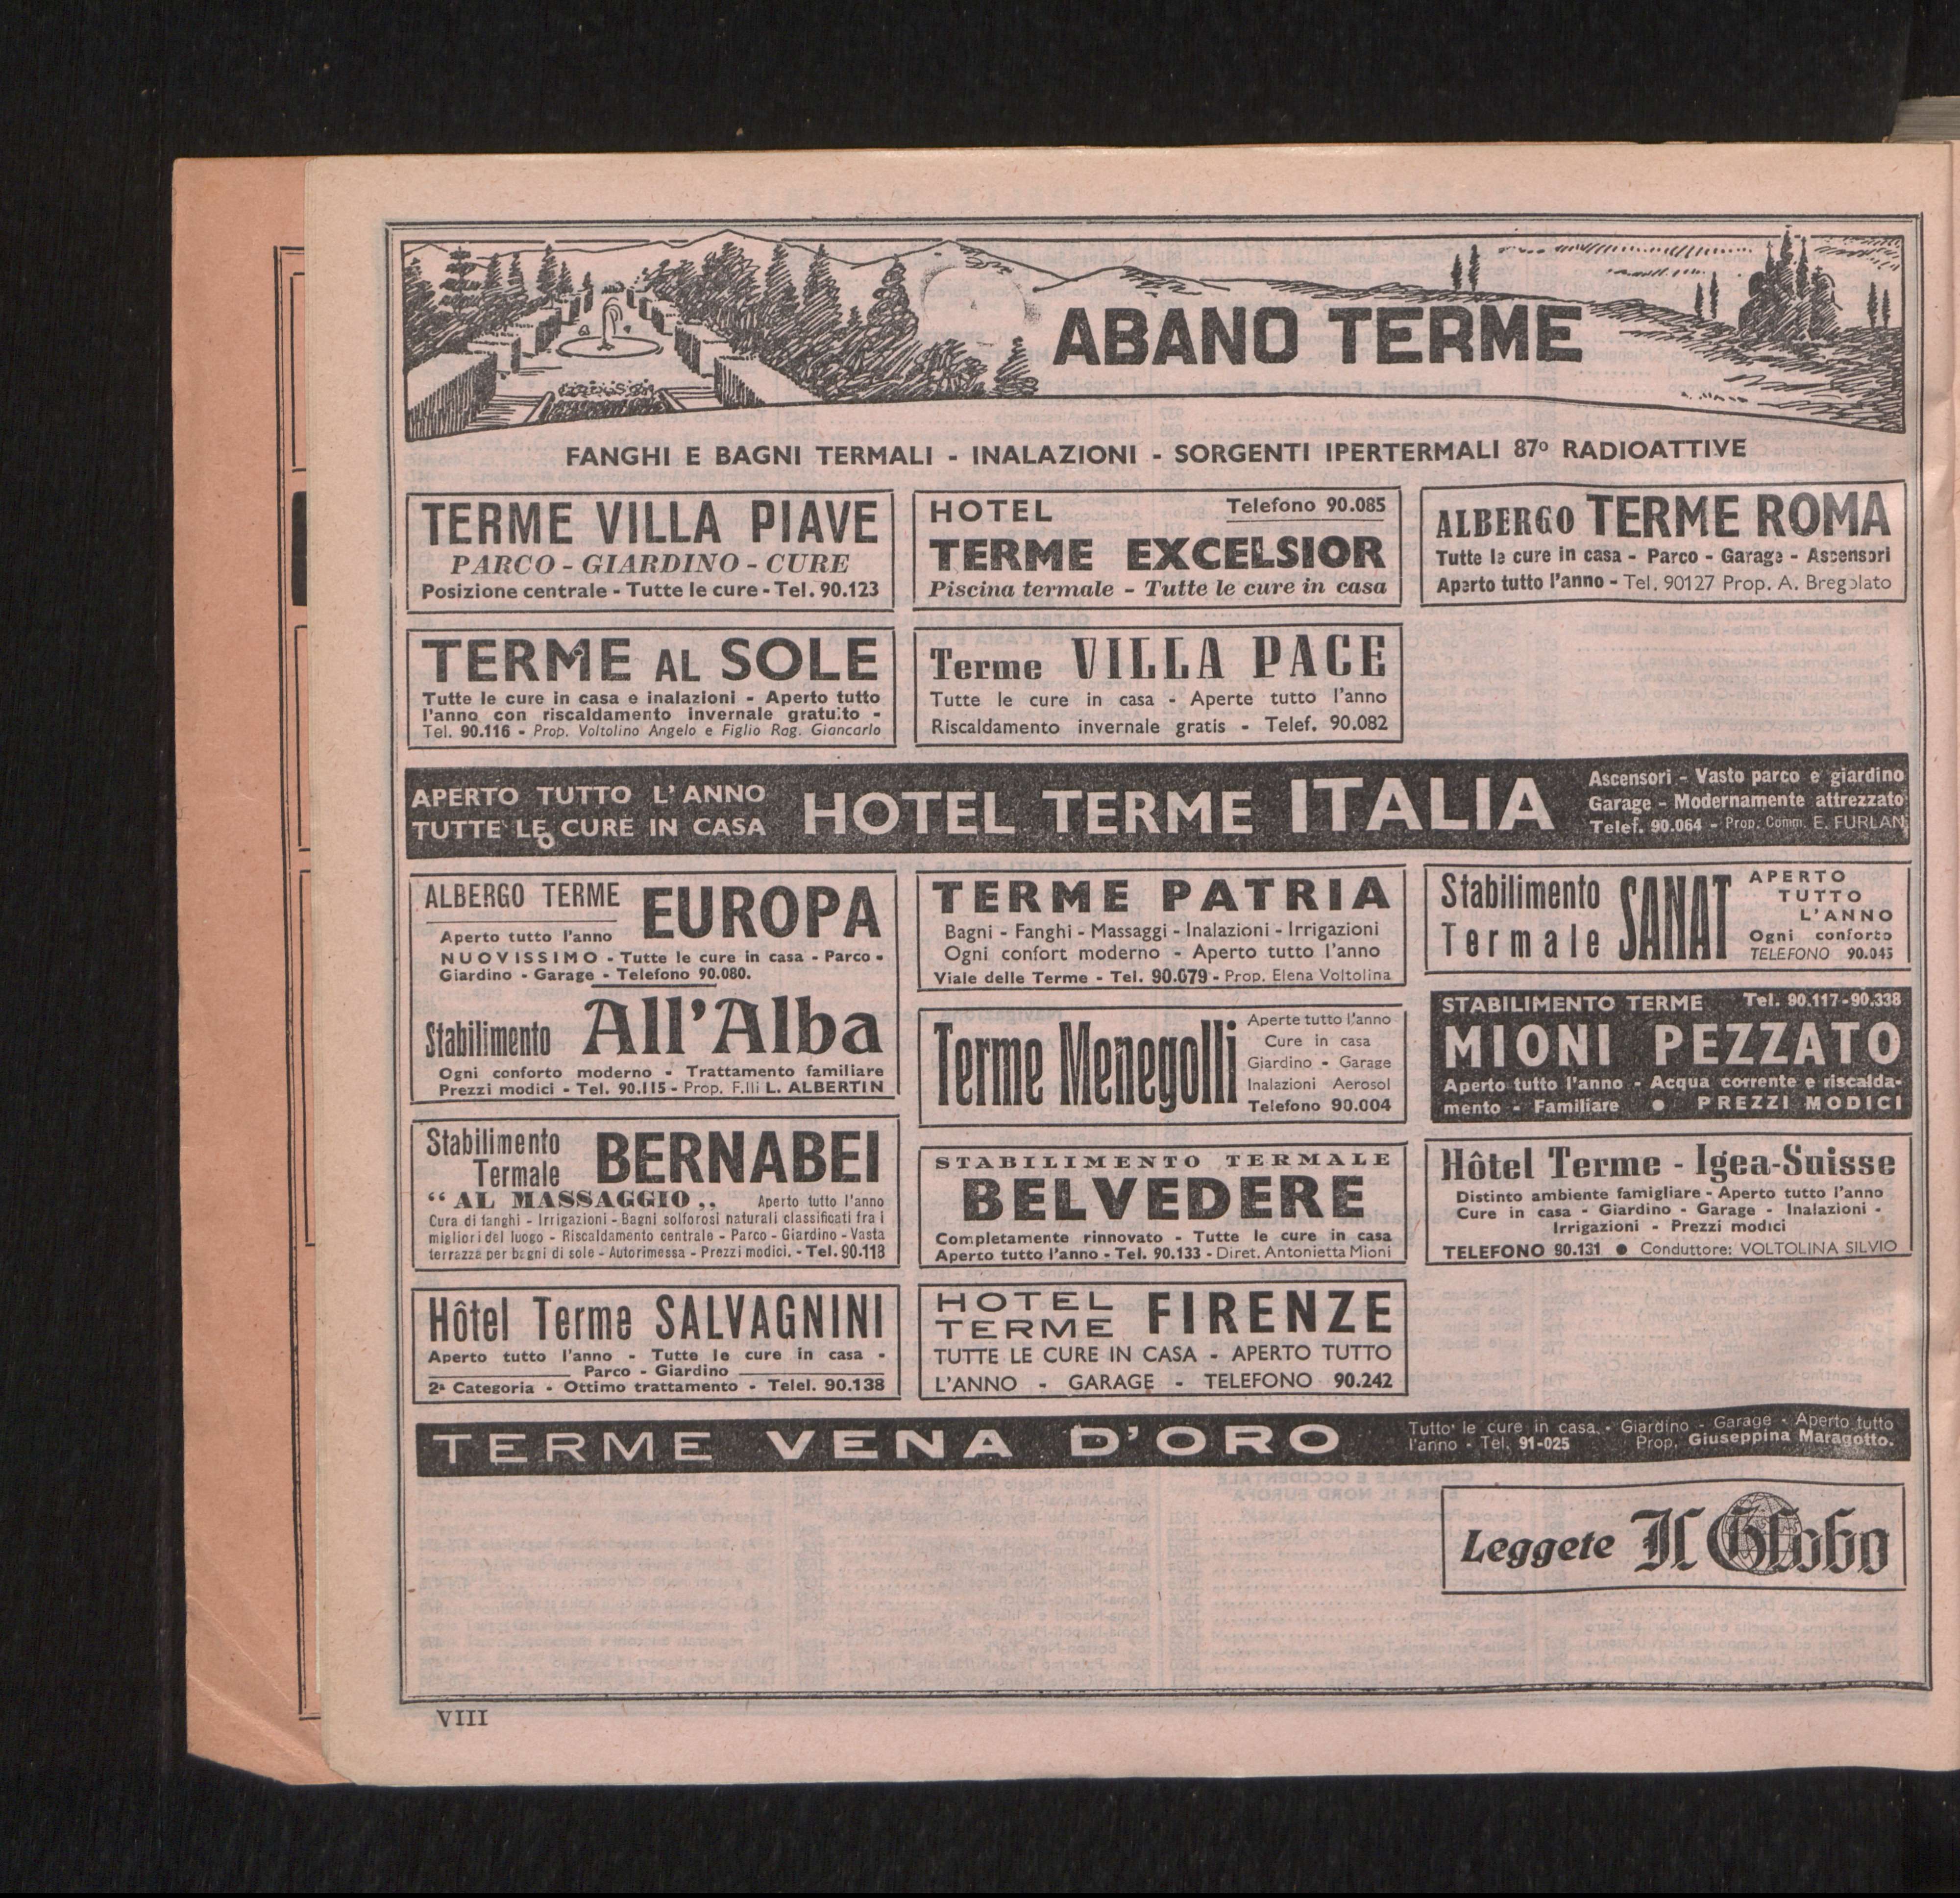 ABANO TERME
FANGHI E BAGNI TERMALI - INALAZIONI - SORGENTI IPERTERMALI 87º RADIOATTIVE
TERME VILLA PIAVE
PARCO - GIARDINO - CURE
Posizione centrale - Tutte le cure - Tel. 90.123
HOTEL Telefono 90.085
TERME EXCELSIOR
Piscina termale - Tutte le cure in casa
ALBERGO TERME ROMA
Tutte le cure in casa - Parco - Garage - Ascensori
Aperto tutto l'anno - Tel. 90127 Prop. A. Bregolato
TERME AL SOLE
Tutte le cure in casa e inalazioni - Aperto tutto
l'anno con riscaldamento invernale gratuito -
Tel. 90.116 - Prop. Voltolino Angelo e Figlio Rag. Giancarlo
Terme VILLA PACE
Tutte le cure in casa - Aperte tutto l'anno
Riscaldamento invernale gratis - Telef. 90.082
APERTO TUTTO L'ANNO
TUTTE LE CURE IN CASA
HOTEL TERME ITALIA
Ascensori - Vasto parco e giardino
Garage - Modernamente attrezzato
Telef. 90.064 - Prop. Comm. E. FURLAN
ALBERGO TERME EUROPA
Aperto tutto l'anno
NUOVISSIMO - Tutte le cure in casa - Parco -
Giardino - Garage - Telefono 90.080.
Stabilimento All'Alba
Ogni conforto moderno - Trattamento familiare
Prezzi modici - Tel. 90.115 - Prop. F.lli L. ALBERTIN
TERME PATRIA
Bagni - Fanghi - Massaggi - Inalazioni - Irrigazioni
Ogni confort moderno - Aperto tutto l'anno
Viale delle Terme - Tel. 90.079 - Prop. Elena Voltolina
Stabilimento
Termale SANAT
APERTO
TUTTO
L'ANNO
Ogni conforto
TELEFONO 90.045
Terme Menegolli
Aperte tutto l'anno
Cure in casa
Giardino - Garage
Inalazioni Aerosol
Telefono 90.004
STABILIMENTO TERME Tel. 90.117-90.338
MIONI PEZZATO
Aperto tutto l'anno - Acqua corrente e riscalda-
mento - Familiare ● PREZZI MODICI
Stabilimento
Termale BERNABEI
“ AL MASSAGGIO ,, Aperto tutto l'anno
Cura di fanghi - Irrigazioni - Bagni solforosi naturali classificati fra i
migliori del luogo - Riscaldamento centrale - Parco - Giardino - Vasta
terrazza per bagni di sole - Autorimessa - Prezzi modici. - Tel. 90.118
STABILIMENTO TERMALE
BELVEDERE
Completamente rinnovato - Tutte le cure in casa
Aperto tutto l'anno - Tel. 90.133 - Diret. Antonietta Mioni
Hôtel Terme - Igea-Suisse
Distinto ambiente famigliare - Aperto tutto l'anno
Cure in casa - Giardino - Garage - Inalazioni -
Irrigazioni - Prezzi modici
TELEFONO 90.131 ● Conduttore: VOLTOLINA SILVIO
Hôtel Terme SALVAGNINI
Aperto tutto l'anno - Tutte le cure in casa -
Parco - Giardino
2ª Categoria - Ottimo trattamento - Telel. 90.138
HOTEL
TERME FIRENZE
TUTTE LE CURE IN CASA - APERTO TUTTO
L'ANNO - GARAGE - TELEFONO 90.242
TERME VENA D'ORO
Tutto le cure in casa. - Giardino - Garage - Aperto tutto
l'anno - Tel. 91-025 Prop. Giuseppina Maragotto.
Leggete Il Globo
VIII